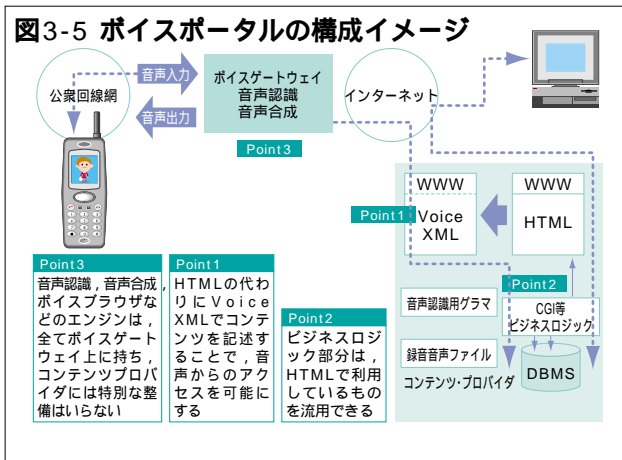 図3-5 ボイスポータルの構成イメージ
公衆回線網
音声入力
音声出力
ボイスゲートウェイ
音声認識
音声合成
Point3
インターネット
WWW
Voice
XML
Point1
WWW
HTML
Point2
音声認識用グラマ
CGI等
ビジネスロジック
録音音声ファイル
コンテンツ・プロバイダ
DBMS
Point3
音声認識，音声合成，
ボイスブラウザな
どのエンジンは，
全てボイスゲート
ウェイ上に持ち，
コンテンツプロバ
イダには特別な整
備はいらない
Point1
HTMLの代わ
りにVoice
XMLでコンテ
ンツを記述す
ることで，音
声からのアク
セスを可能に
する
Point2
ビジネスロジ
ック部分は，
HTMLで利用
しているもの
を流用できる